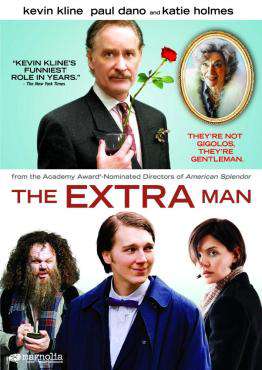 kevin kline paul dano and katie holmes
"KEVIN KLINE'S
FUNNIEST
ROLE IN YEARS."
The New York Times
THEY'RE NOT
GIGOLOS,
THEY'RE
GENTLEMAN.
from the Academy Award®-Nominated Directors of American Splendor
THE EXTRA MAN
magnolia